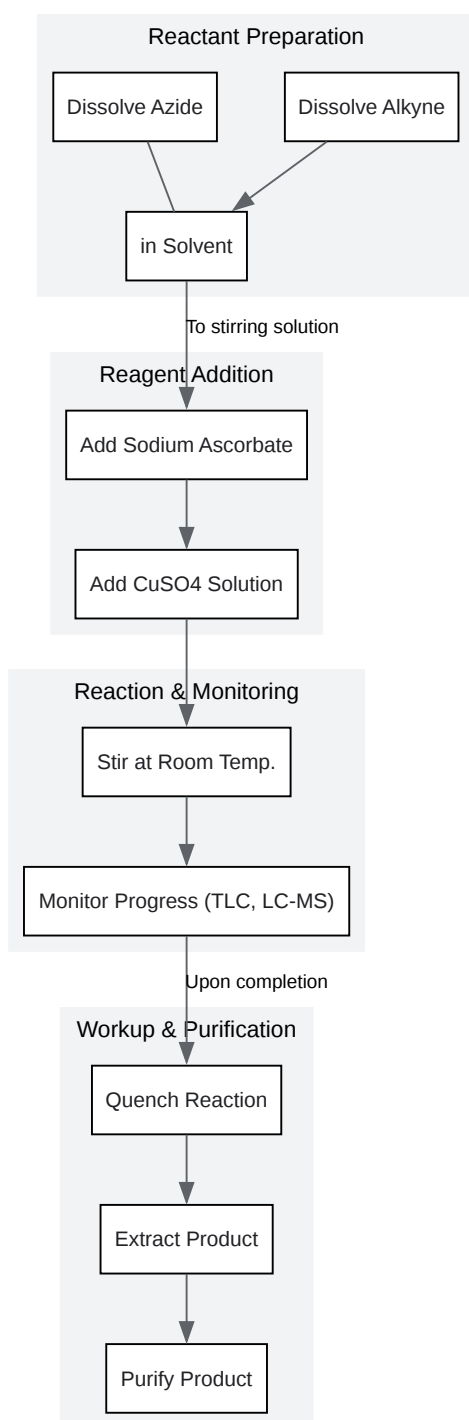 Reactant Preparation
Dissolve Azide
Dissolve Alkyne
in Solvent
To stirring solution
Reagent Addition
Add Sodium Ascorbate
Add CuSO4 Solution
Reaction & Monitoring
Stir at Room Temp.
Monitor Progress (TLC, LC-MS)
Upon completion
Workup & Purification
Quench Reaction
Extract Product
Purify Product